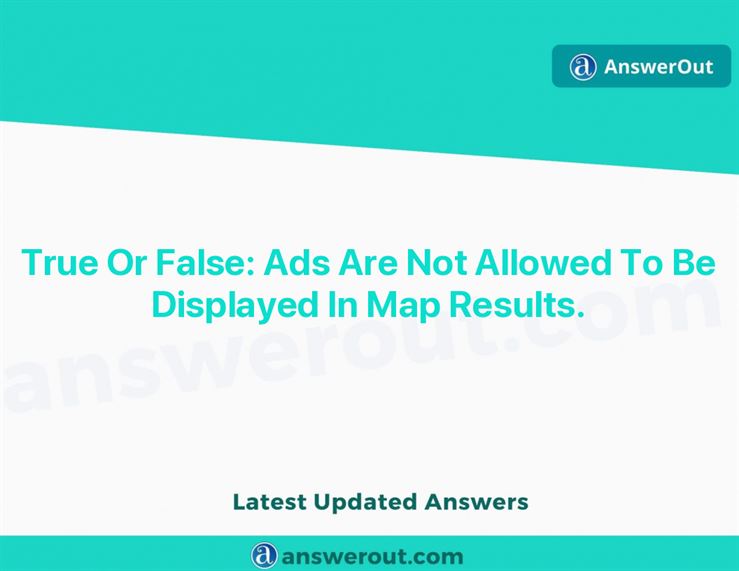 AnswerOut
True Or False: Ads Are Not Allowed To Be
Displayed In Map Results.
answerout.com
Latest Updated Answers
answerout.com